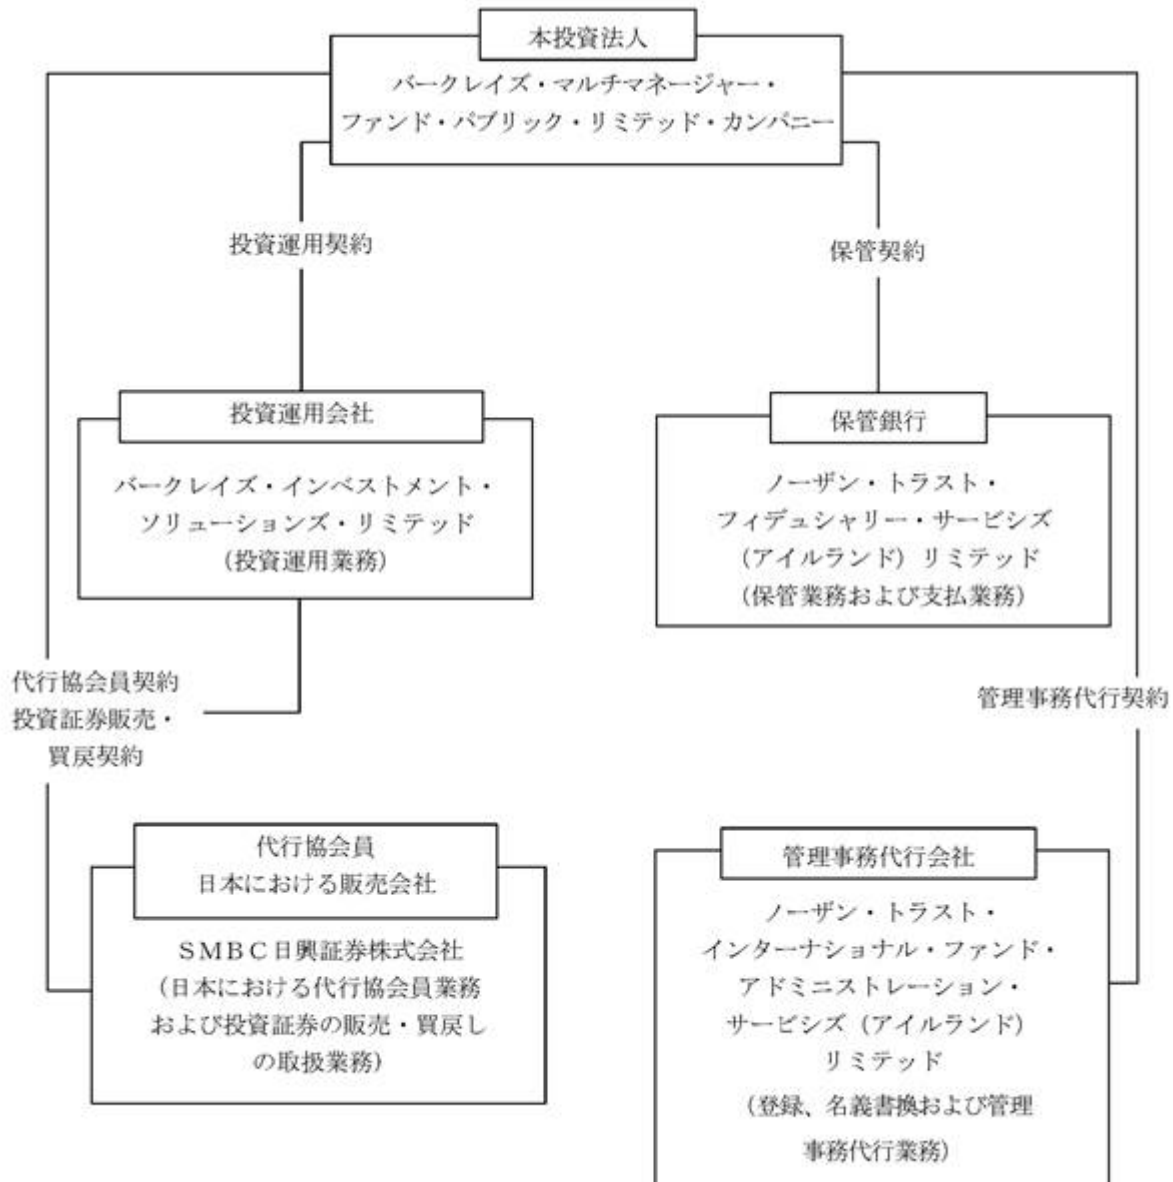 本投資法人
バークレイズ・マルチマネージャー・
ファンド・パブリック・リミテッド・カンパニー
投資運用契約
保管契約
投資運用会社
バークレイズ・インベストメント・
ソリューションズ・リミテッド
(投資運用業務)
保管銀行
ノーザン・トラスト・
フィデュシャリー・サービシズ
(アイルランド) リミテッド
(保管業務および支払業務)
代行協会員契約
投資証券販売・
買戻契約
管理事務代行契約
代行協会員
日本における販売会社
ＳＭＢＣ日興証券株式会社
(日本における代行協会員業務
および投資証券の販売・買戻し
の取扱業務)
管理事務代行会社
ノーザン・トラスト・
インターナショナル・ファンド・
アドミニストレーション・
サービシズ (アイルランド)
リミテッド
(登録、名義書換および管理
事務代行業務)